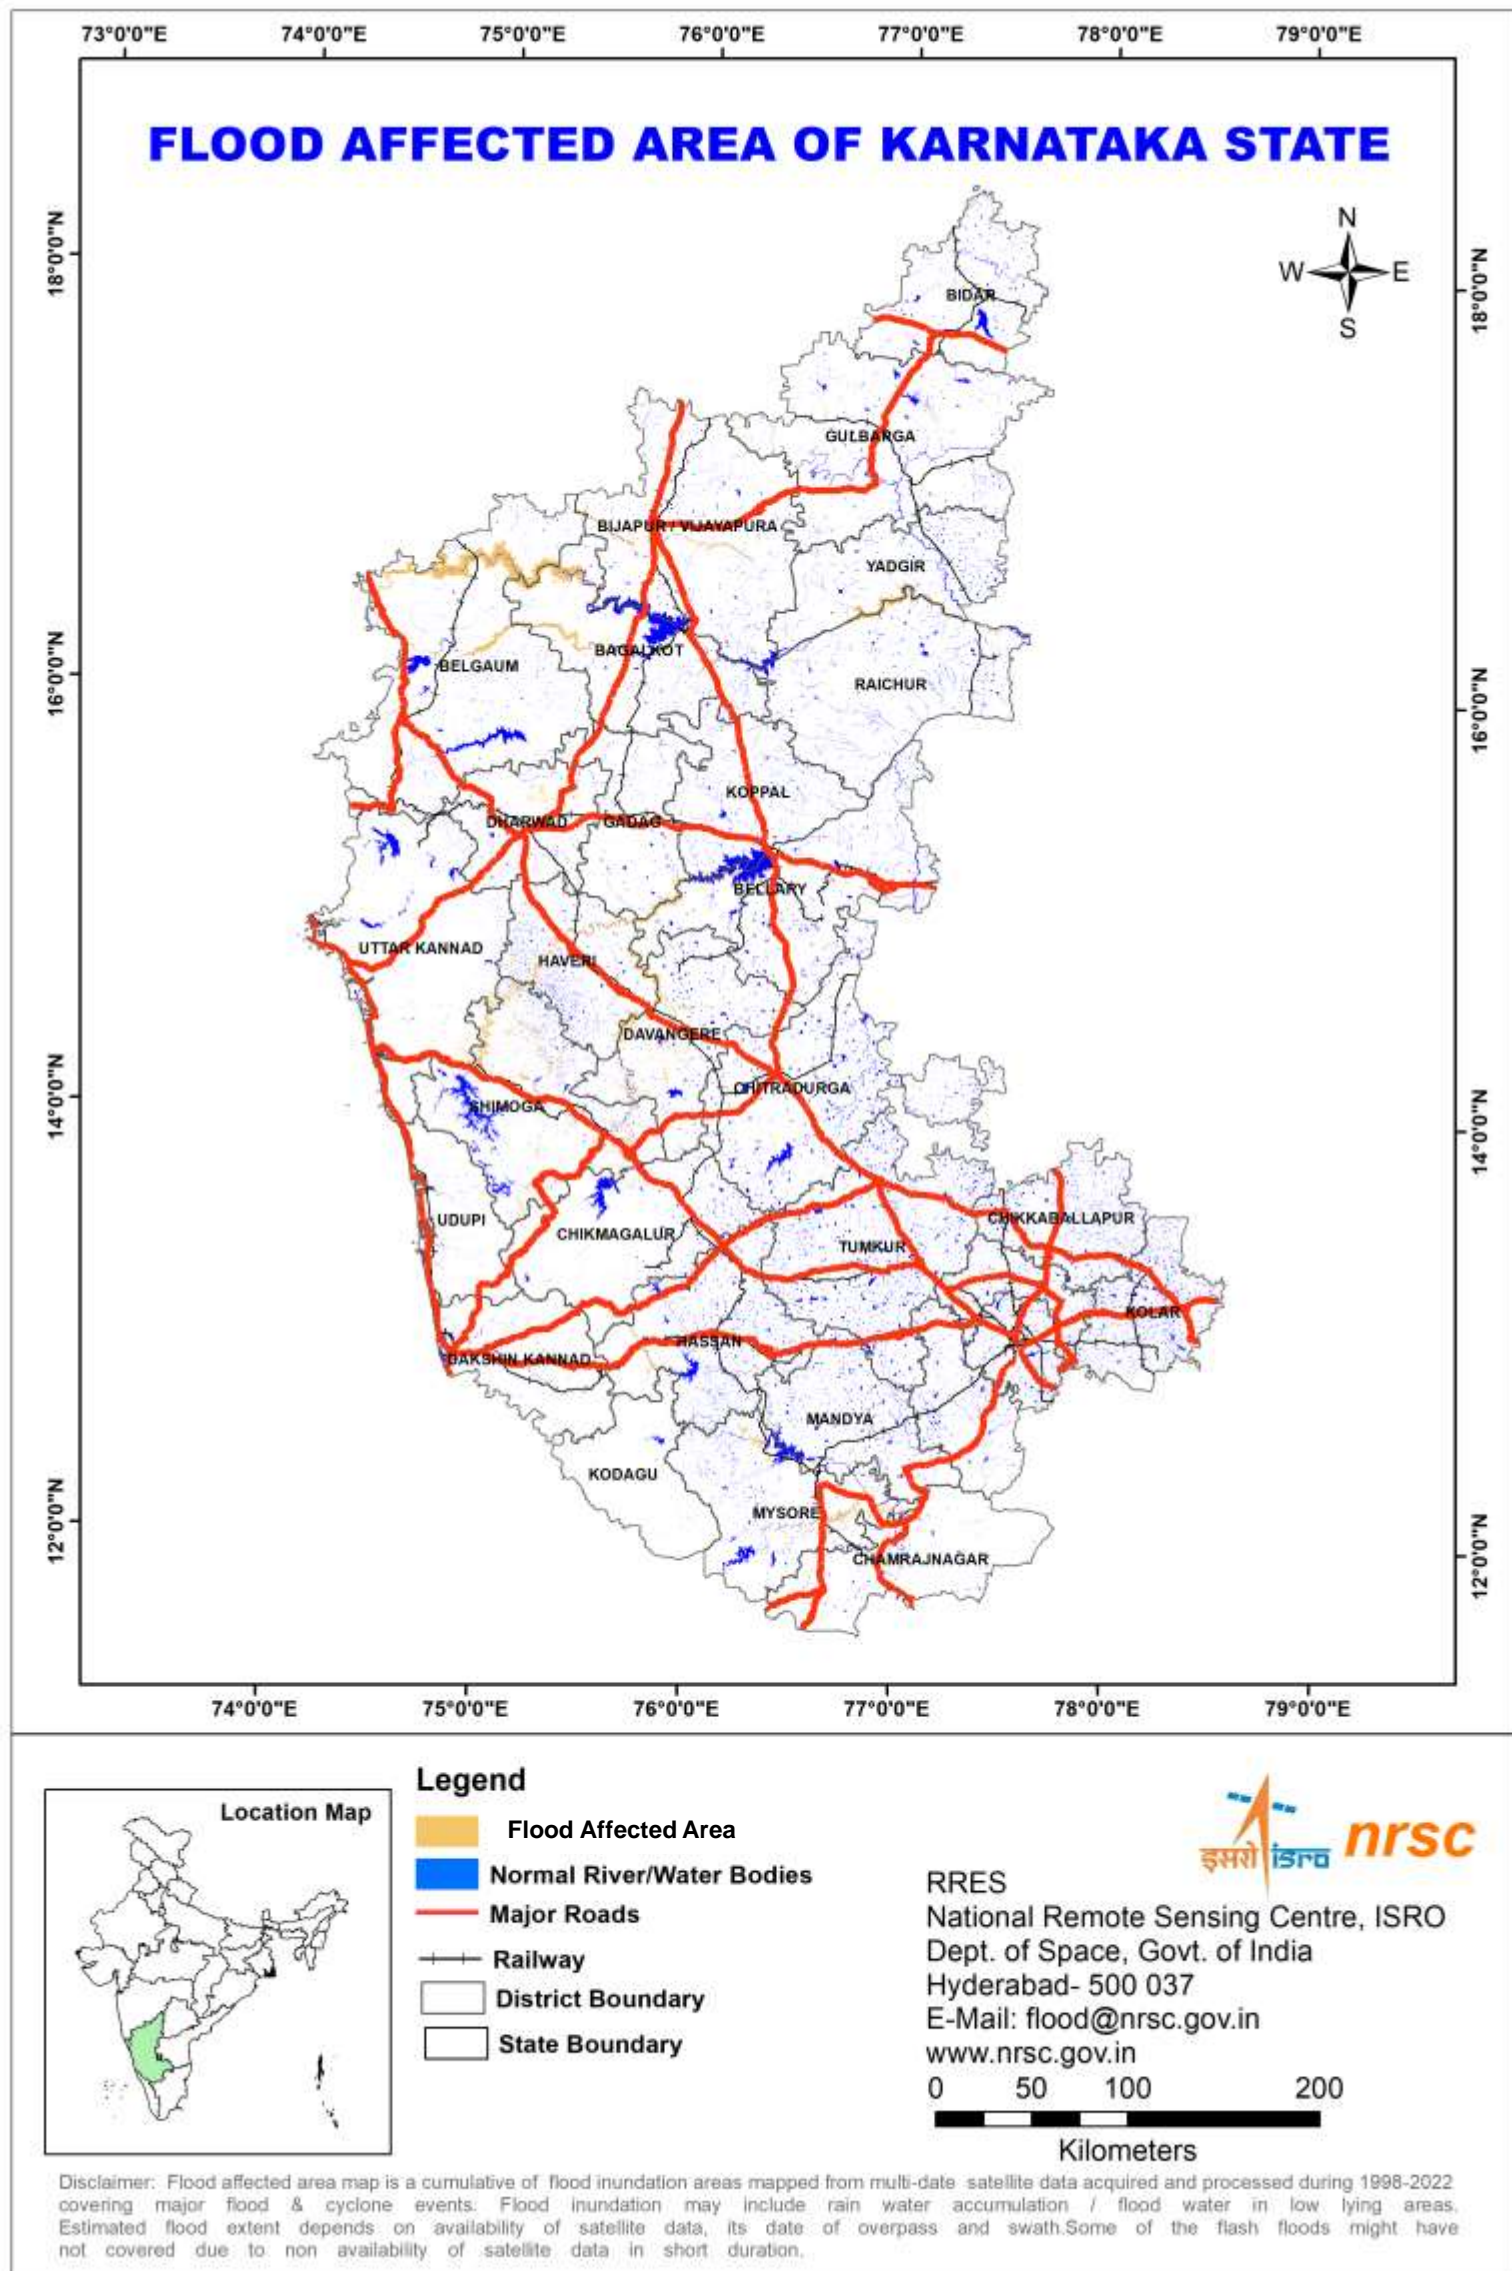 73°0'0"E 74°0'0"E 75°0'0"E 76°0'0"E 77°0'0"E 78°0'0"E 79°0'0"E
FLOOD AFFECTED AREA OF KARNATAKA STATE
N
W E
S
18°0'0"N
18°0'0"N
BIDAR
GULBARGA
BIJAPUR / VIJAYAPURA
YADGIR
16°0'0"N
BAGALKOT
BELGAUM
RAICHUR
16°0'0"N
KOPPAL
DHARWAD GADAG
BELLARY
UTTAR KANNAD
HAVERI
DAVANGERE
14°0'0"N
CHITRADURGA
SHIMOGA
14°0'0"N
UDUPI
CHIKMAGALUR
CHIKKABALLAPUR
TUMKUR
KOLAR
HASSAN
DAKSHIN KANNAD
MANDYA
KODAGU
12°0'0"N
MYSORE
CHAMRAJNAGAR
12°0'0"N
74°0'0"E 75°0'0"E 76°0'0"E 77°0'0"E 78°0'0"E 79°0'0"E
Location Map
Legend
Flood Affected Area
Normal River/Water Bodies
Major Roads
Railway
District Boundary
State Boundary
इसरो isro nrsc
RRES
National Remote Sensing Centre, ISRO
Dept. of Space, Govt. of India
Hyderabad- 500 037
E-Mail: flood@nrsc.gov.in
www.nrsc.gov.in
0 50 100 200
Kilometers
Disclaimer: Flood affected area map is a cumulative of flood inundation areas mapped from multi-date satellite data acquired and processed during 1998-2022
covering major flood & cyclone events. Flood inundation may include rain water accumulation / flood water in low lying areas.
Estimated flood extent depends on availability of satellite data, its date of overpass and swath.Some of the flash floods might have
not covered due to non availability of satellite data in short duration.